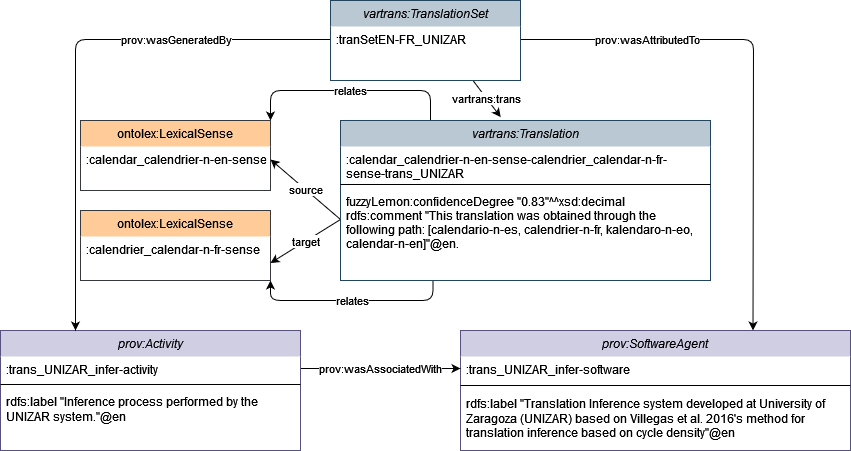 vartrans:TranslationSet
:tranSetEN-FR_UNIZAR
prov:wasGeneratedBy
prov:wasAttributedTo
relates
vartrans:trans
ontolex:LexicalSense
:calendar_calendrier-n-en-sense
vartrans:Translation
:calendar_calendrier-n-en-sense-calendrier_calendar-n-fr-
sense-trans_UNIZAR
fuzzyLemon:confidenceDegree "0.83"^^xsd:decimal
rdfs:comment "This translation was obtained through the
following path: [calendario-n-es, calendrier-n-fr, kalendaro-n-eo,
calendar-n-en]"@en.
source
target
ontolex:LexicalSense
:calendrier_calendar-n-fr-sense
relates
prov:Activity
:trans_UNIZAR_infer-activity
rdfs:label "Inference process performed by the
UNIZAR system."@en
prov:wasAssociatedWith
prov:SoftwareAgent
:trans_UNIZAR_infer-software
rdfs:label "Translation Inference system developed at University of
Zaragoza (UNIZAR) based on Villegas et al. 2016's method for
translation inference based on cycle density"@en